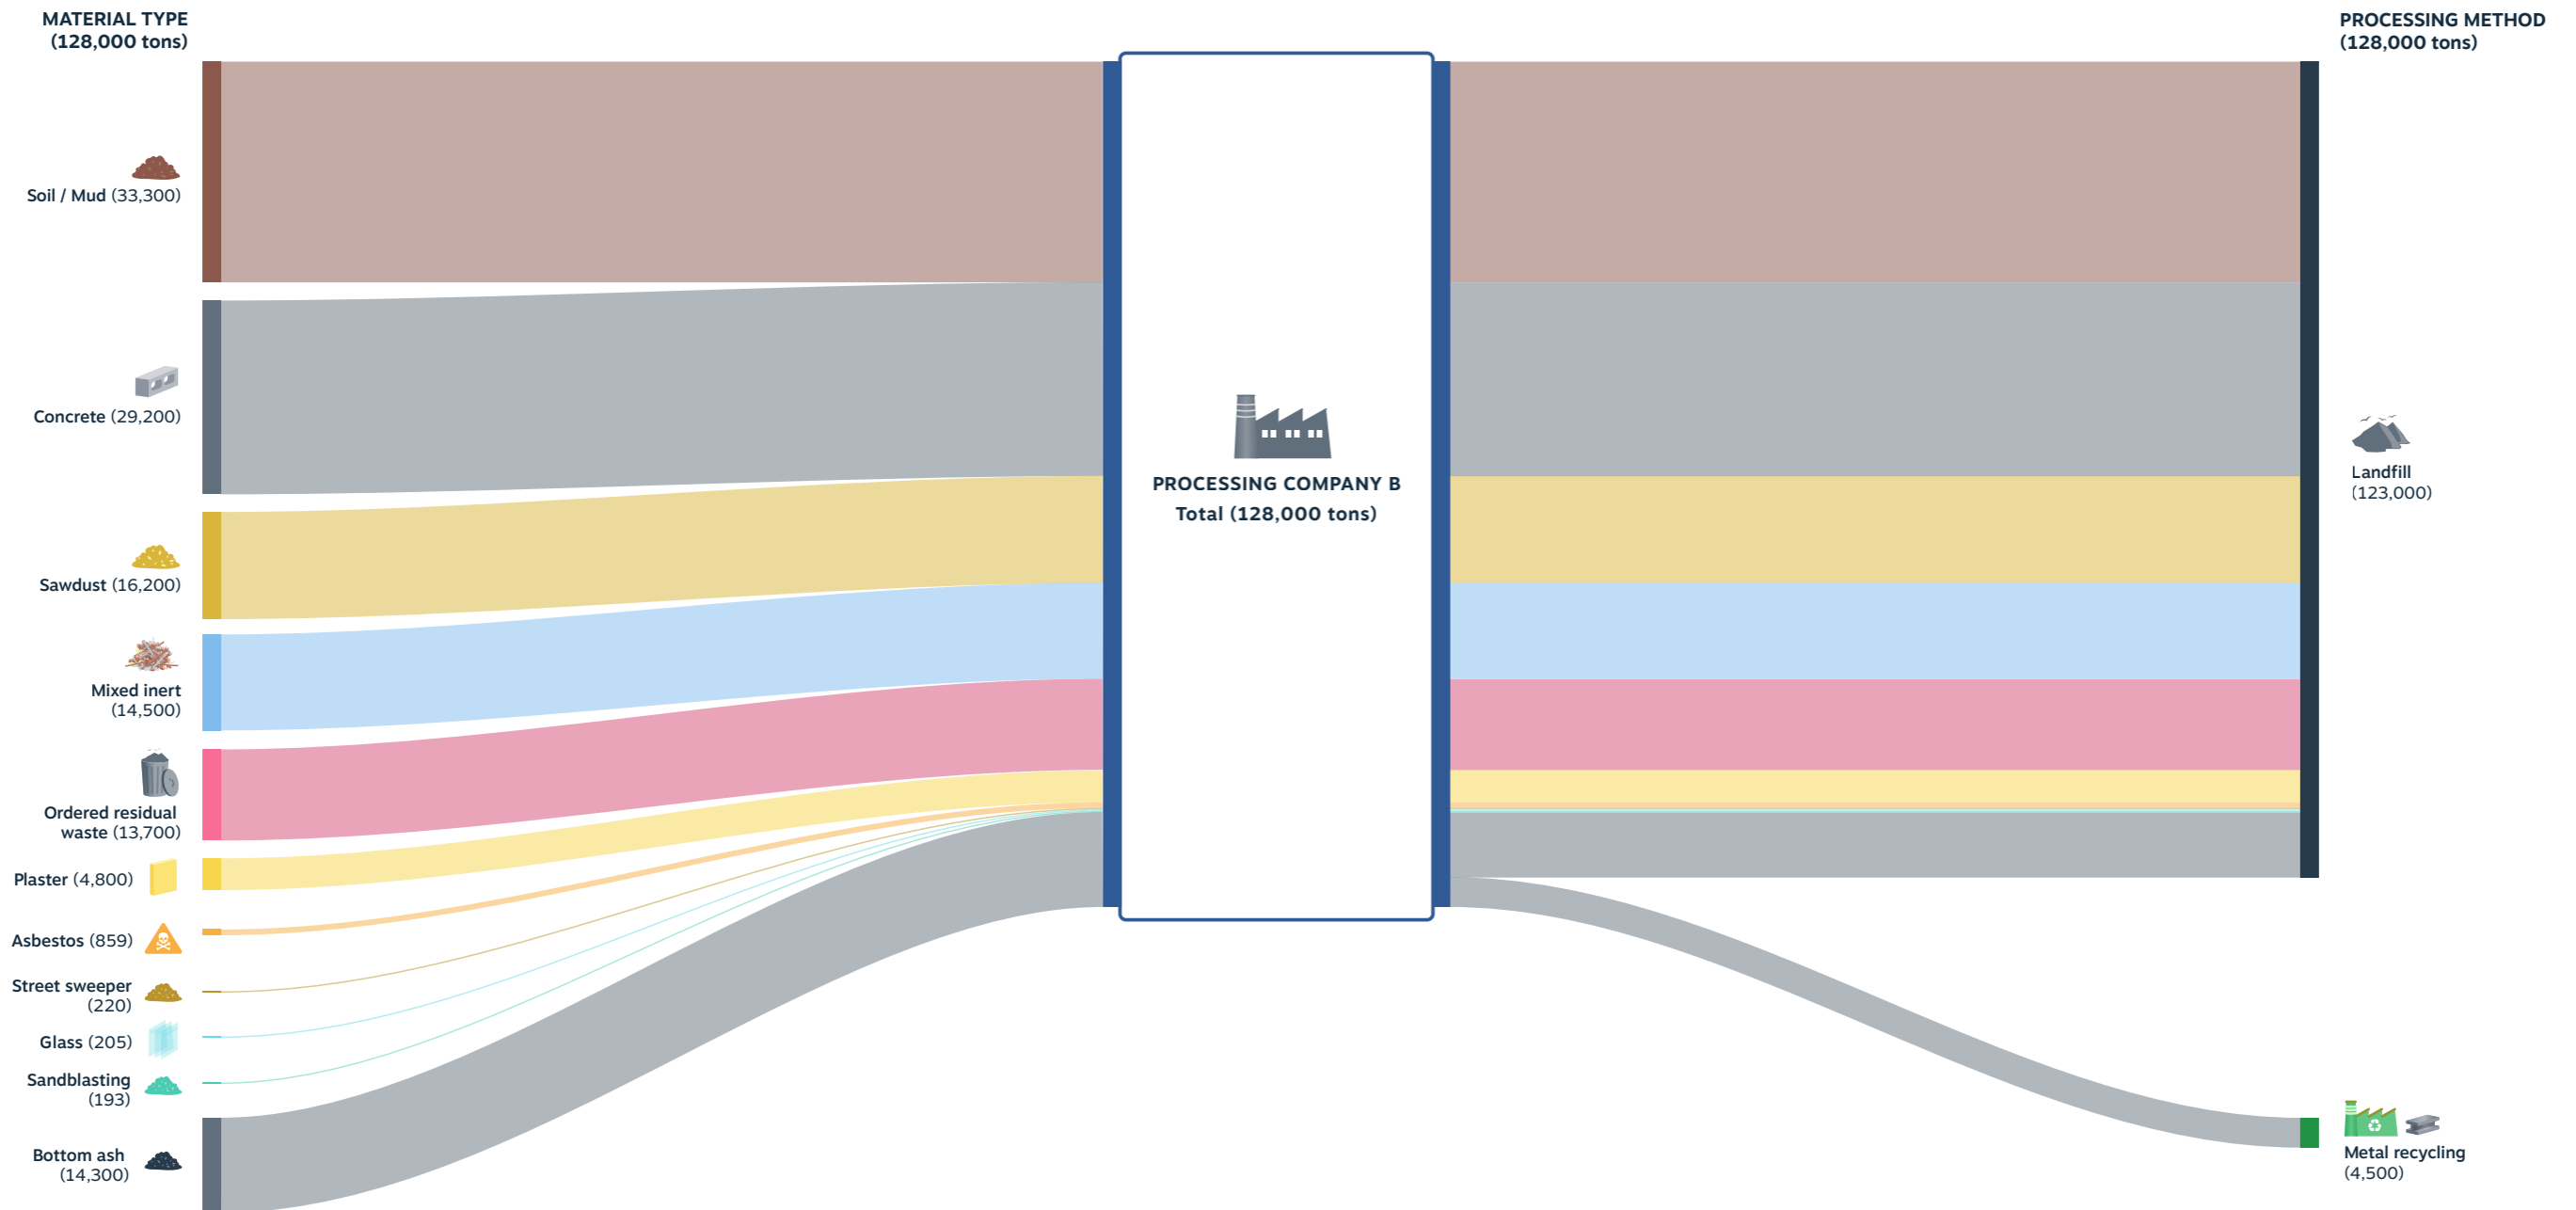 MATERIAL TYPE
(128,000 tons)
Soil / Mud (33,300)
Concrete (29,200)
Sawdust (16,200)
Mixed inert
(14,500)
Ordered residual
waste (13,700)
Plaster (4,800)
Asbestos (859)
Street sweeper
(220)
Glass (205)
Sandblasting
(193)
Bottom ash
(14,300)
PROCESSING COMPANY B
Total (128,000 tons)
PROCESSING METHOD
(128,000 tons)
Landfill
(123,000)
Metal recycling
(4,500)